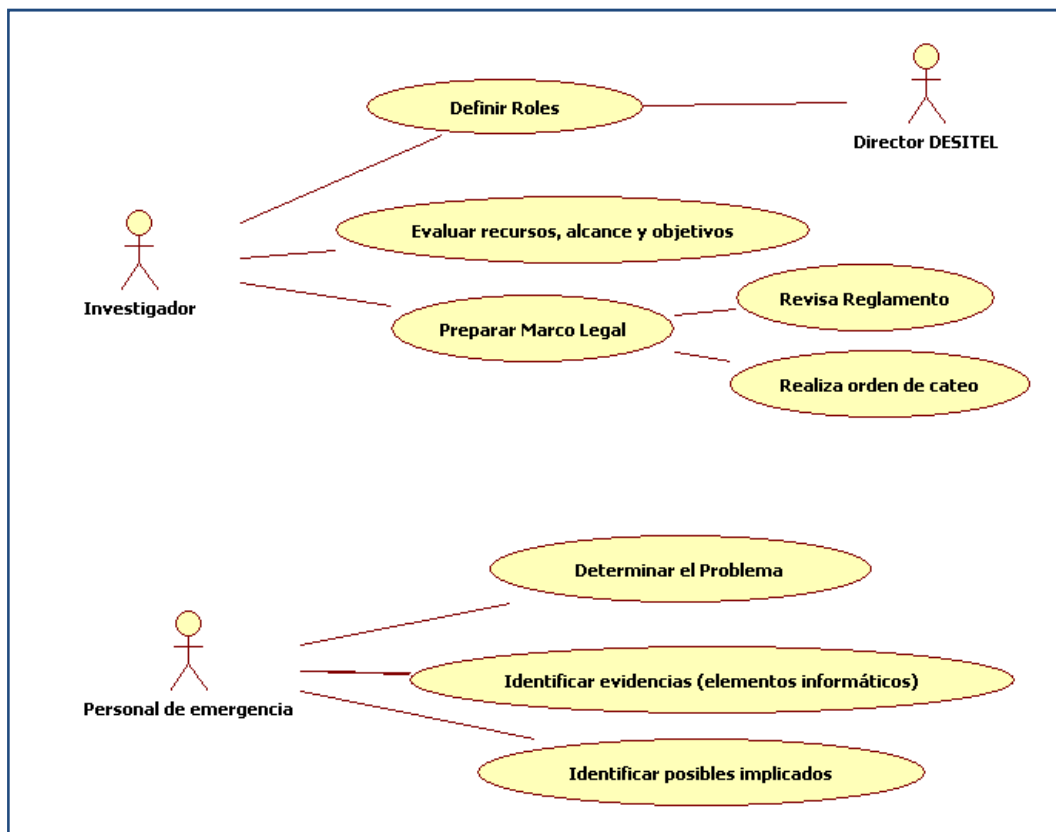 Definir Roles
Director DESITEL
Evaluar recursos, alcance y objetivos
Investigador
Revisa Reglamento
Preparar Marco Legal
Realiza orden de cateo
Determinar el Problema
Identificar evidencias (elementos informáticos)
Personal de emergencia
Identificar posibles implicados